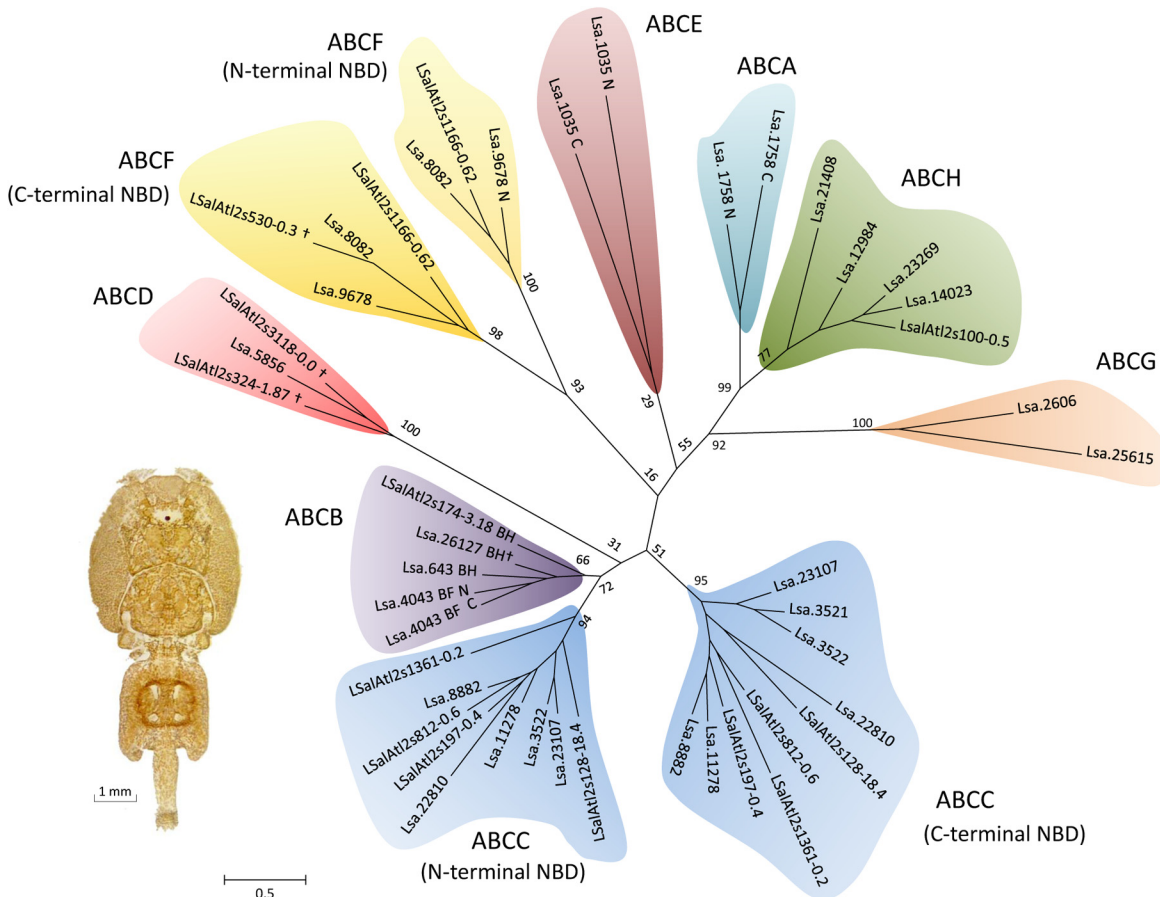 ABCE
ABCF
(N-terminal NBD)
ABCA
ABCH
ABCF
(C-terminal NBD)
ABCD
ABCG
ABCB
ABCC
(N-terminal NBD)
ABCC
(C-terminal NBD)
Lsa.1035 N
Lsa.1035 C
29
LSalAtl2s1166-0.62
Lsa.8082
Lsa.9678 N
100
LSalAtl2s530-0.3 †
Lsa.8082
LSalAtl2s1166-0.62
Lsa.9678
98
93
LSalAtl2s3118-0.0 †
Lsa.5856
LSalAtl2s324-1.87 †
100
Lsa. 1758 N
Lsa.1758 C
Lsa.21408
Lsa.12984
Lsa.23269
Lsa.14023
LsalAtl2s100-0.5
77
99
Lsa.2606
Lsa.25615
100
92
55
16
51
31
LSalAtl2s174-3.18 BH
Lsa.26127 BH†
Lsa.643 BH
Lsa.4043 BF N
Lsa.4043 BF C
66
72
94
LSalAtl2s1361-0.2
Lsa.8882
LSalAtl2s812-0.6
LSalAtl2s197-0.4
Lsa.22810
Lsa.11278
Lsa.3522
Lsa.23107
LSalAtl2s128-18.4
95
Lsa.23107
Lsa.3521
Lsa.3522
Lsa.22810
LSalAtl2s128-18.4
LSalAtl2s812-0.6
LSalAtl2s1361-0.2
LSalAtl2s197-0.4
Lsa.11278
Lsa.8882
1 mm
0.5